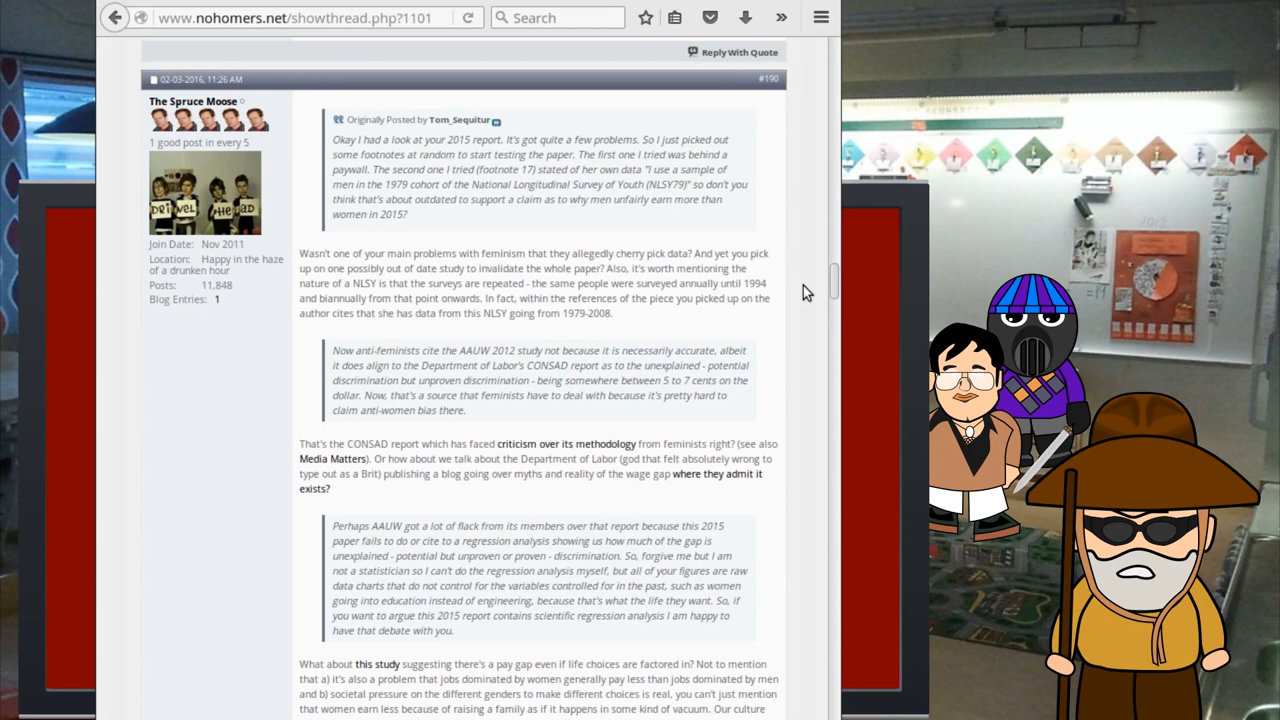 www.nohomers.net/showthread.php?1101
Search
Reply With Quote
02-03-2016, 11:26 AM
#190
The Spruce Moose
1 good post in every 5
DRi VEL HE AD
Join Date: Nov 2011
Location: Happy in the haze
of a drunken hour
Posts: 11,848
Blog Entries: 1
Originally Posted by Tom_Sequitur
Okay I had a look at your 2015 report. It's got quite a few problems. So I just picked out
some footnotes at random to start testing the paper. The first one I tried was behind a
paywall. The second one I tried (footnote 17) stated of her own data "I use a sample of
men in the 1979 cohort of the National Longitudinal Survey of Youth (NLSY79)" so don't you
think that's about outdated to support a claim as to why men unfairly earn more than
women in 2015?
Wasn't one of your main problems with feminism that they allegedly cherry pick data? And yet you pick
up on one possibly out of date study to invalidate the whole paper? Also, it's worth mentioning the
nature of a NLSY is that the surveys are repeated - the same people were surveyed annually until 1994
and biannually from that point onwards. In fact, within the references of the piece you picked up on the
author cites that she has data from this NLSY going from 1979-2008.
Now anti-feminists cite the AAUW 2012 study not because it is necessarily accurate, albeit
it does align to the Department of Labor's CONSAD report as to the unexplained - potential
discrimination but unproven discrimination - being somewhere between 5 to 7 cents on the
dollar. Now, that's a source that feminists have to deal with because it's pretty hard to
claim anti-women bias there.
That's the CONSAD report which has faced criticism over its methodology from feminists right? (see also
Media Matters). Or how about we talk about the Department of Labor (god that felt absolutely wrong to
type out as a Brit) publishing a blog going over myths and reality of the wage gap where they admit it
exists?
Perhaps AAUW got a lot of flack from its members over that report because this 2015
paper fails to do or cite to a regression analysis showing us how much of the gap is
unexplained - potential but unproven or proven - discrimination. So, forgive me but I am
not a statistician so I can't do the regression analysis myself, but all of your figures are raw
data charts that do not control for the variables controlled for in the past, such as women
going into education instead of engineering, because that's what the life they want. So, if
you want to argue this 2015 report contains scientific regression analysis I am happy to
have that debate with you.
What about this study suggesting there's a pay gap even if life choices are factored in? Not to mention
that a) it's also a problem that jobs dominated by women generally pay less than jobs dominated by men
and b) societal pressure on the different genders to make different choices is real, you can't just mention
that women earn less because of raising a family as if it happens in some kind of vacuum. Our culture